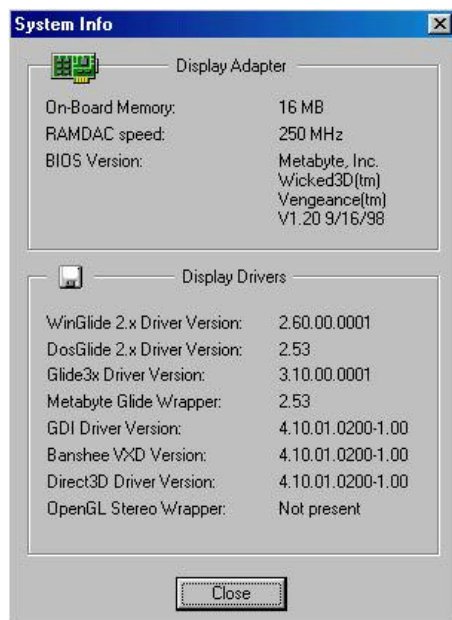 System Info
Display Adapter
On-Board Memory: 16 MB
RAMDAC speed: 250 MHz
BIOS Version: Metabyte, Inc.
Wicked3D(tm)
Vengeance(tm)
V1.20 9/16/98
Display Drivers
WinGlide 2.x Driver Version: 2.60.00.0001
DosGlide 2.x Driver Version: 2.53
Glide3x Driver Version: 3.10.00.0001
Metabyte Glide Wrapper: 2.53
GDI Driver Version: 4.10.01.0200-1.00
Banshee VXD Version: 4.10.01.0200-1.00
Direct3D Driver Version: 4.10.01.0200-1.00
OpenGL Stereo Wrapper: Not present
Close